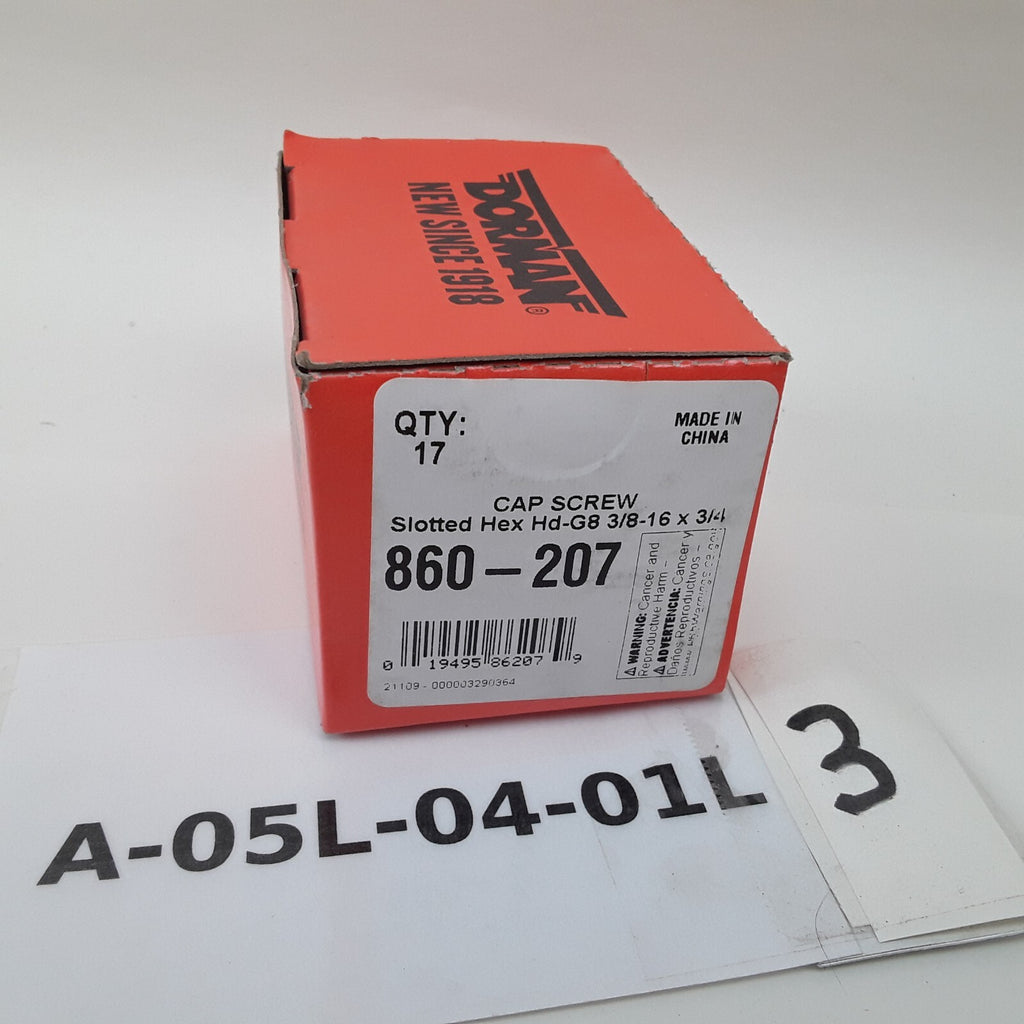 DORMAN®
NEW SINCE 1918
QTY:
17
MADE IN
CHINA
CAP SCREW
Slotted Hex Hd-G8 3/8-16 x 3/4
860-207
⚠ WARNING: Cancer and
Reproductive Harm –
⚠ ADVERTENCIA: Cancer y
Daños Reproductivos –
0 19495 86207 9
21109 - 000003290364
A-05L-04-01L
3